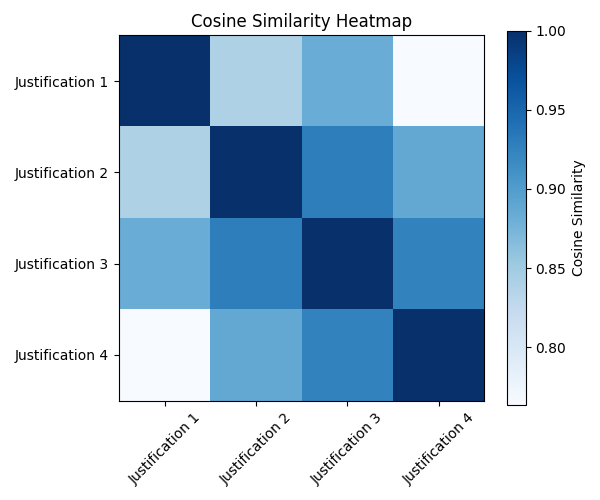 Cosine Similarity Heatmap
Justification 1
Justification 2
Justification 3
Justification 4
Justification 1
Justification 2
Justification 3
Justification 4
1.00
0.95
0.90
0.85
0.80
Cosine Similarity